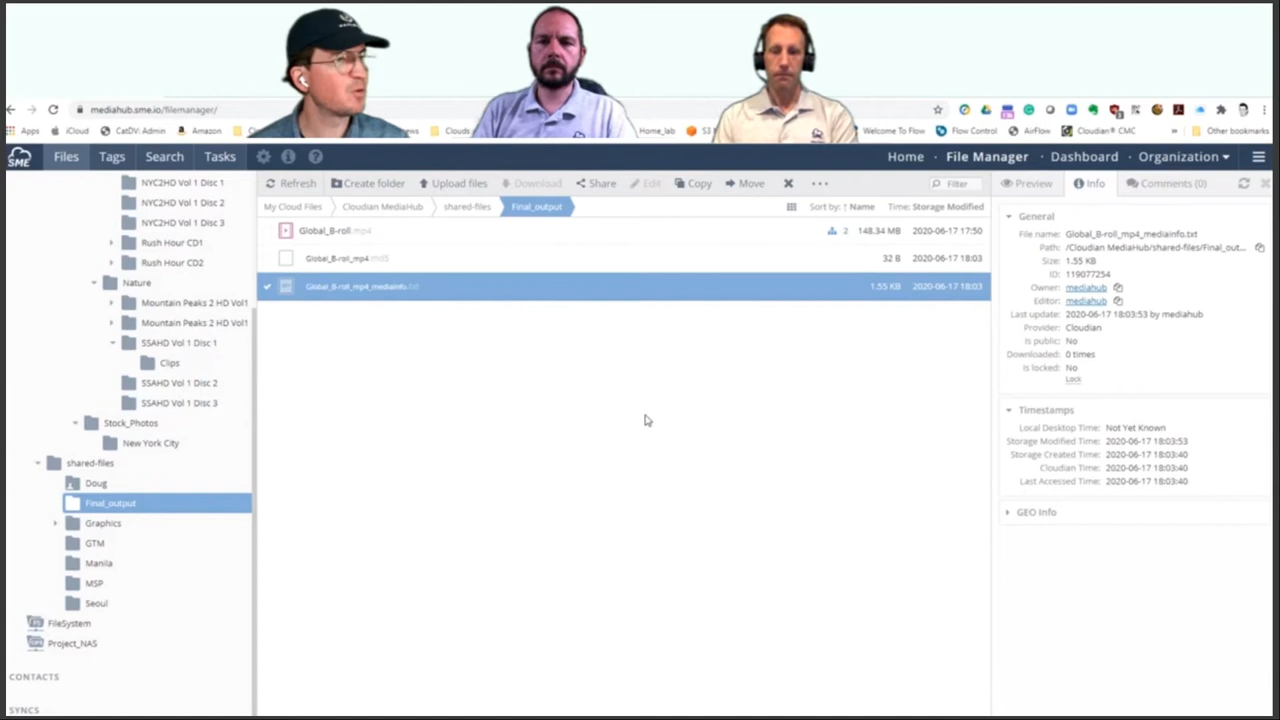 mediahub.sme.io/filemanager/
Apps iCloud CatDV: Admin Amazon Clouds Home_lab S3 Welcome To Flow Flow Control AirFlow Cloudian® CMC » Other bookmarks
SME Files Tags Search Tasks Home · File Manager · Dashboard · Organization
Refresh Create folder Upload files Download Share Edit Copy Move Filter Preview Info Comments (0)
My Cloud Files Cloudian MediaHub shared-files Final_output Sort by: ↑ Name Time: Storage Modified
NYC2HD Vol 1 Disc 1
NYC2HD Vol 1 Disc 2
NYC2HD Vol 1 Disc 3
Rush Hour CD1
Rush Hour CD2
Nature
Mountain Peaks 2 HD Vol1
Mountain Peaks 2 HD Vol1
SSAHD Vol 1 Disc 1
Clips
SSAHD Vol 1 Disc 2
SSAHD Vol 1 Disc 3
Stock_Photos
New York City
shared-files
Doug
Final_output
Graphics
GTM
Manila
MSP
Seoul
FileSystem
Project_NAS
CONTACTS
SYNCS
Global_B-roll.mp4 2 148.34 MB 2020-06-17 17:50
Global_B-roll_mp4.md5 32 B 2020-06-17 18:03
Global_B-roll_mp4_mediainfo.txt 1.55 KB 2020-06-17 18:03
General
File name: Global_B-roll_mp4_mediainfo.txt
Path: /Cloudian MediaHub/shared-files/Final_out...
Size: 1.55 KB
ID: 119077254
Owner: mediahub
Editor: mediahub
Last update: 2020-06-17 18:03:53 by mediahub
Provider: Cloudian
Is public: No
Downloaded: 0 times
Is locked: No
Lock
Timestamps
Local Desktop Time: Not Yet Known
Storage Modified Time: 2020-06-17 18:03:53
Storage Created Time: 2020-06-17 18:03:40
Cloudian Time: 2020-06-17 18:03:40
Last Accessed Time: 2020-06-17 18:03:40
GEO Info